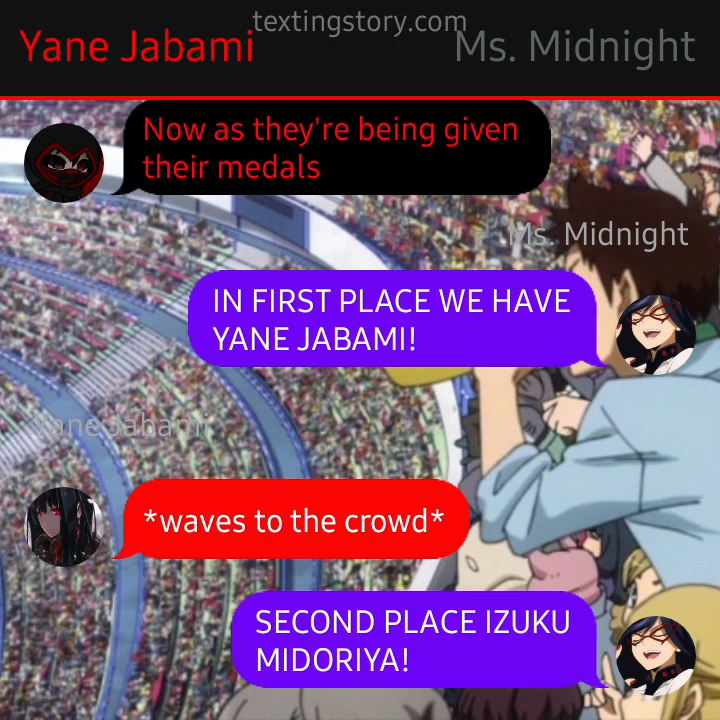 textingstory.com
Yane Jabami
Ms. Midnight
Now as they're being given
their medals
Ms. Midnight
IN FIRST PLACE WE HAVE
YANE JABAMI!
Yane Jabami
*waves to the crowd*
SECOND PLACE IZUKU
MIDORIYA!